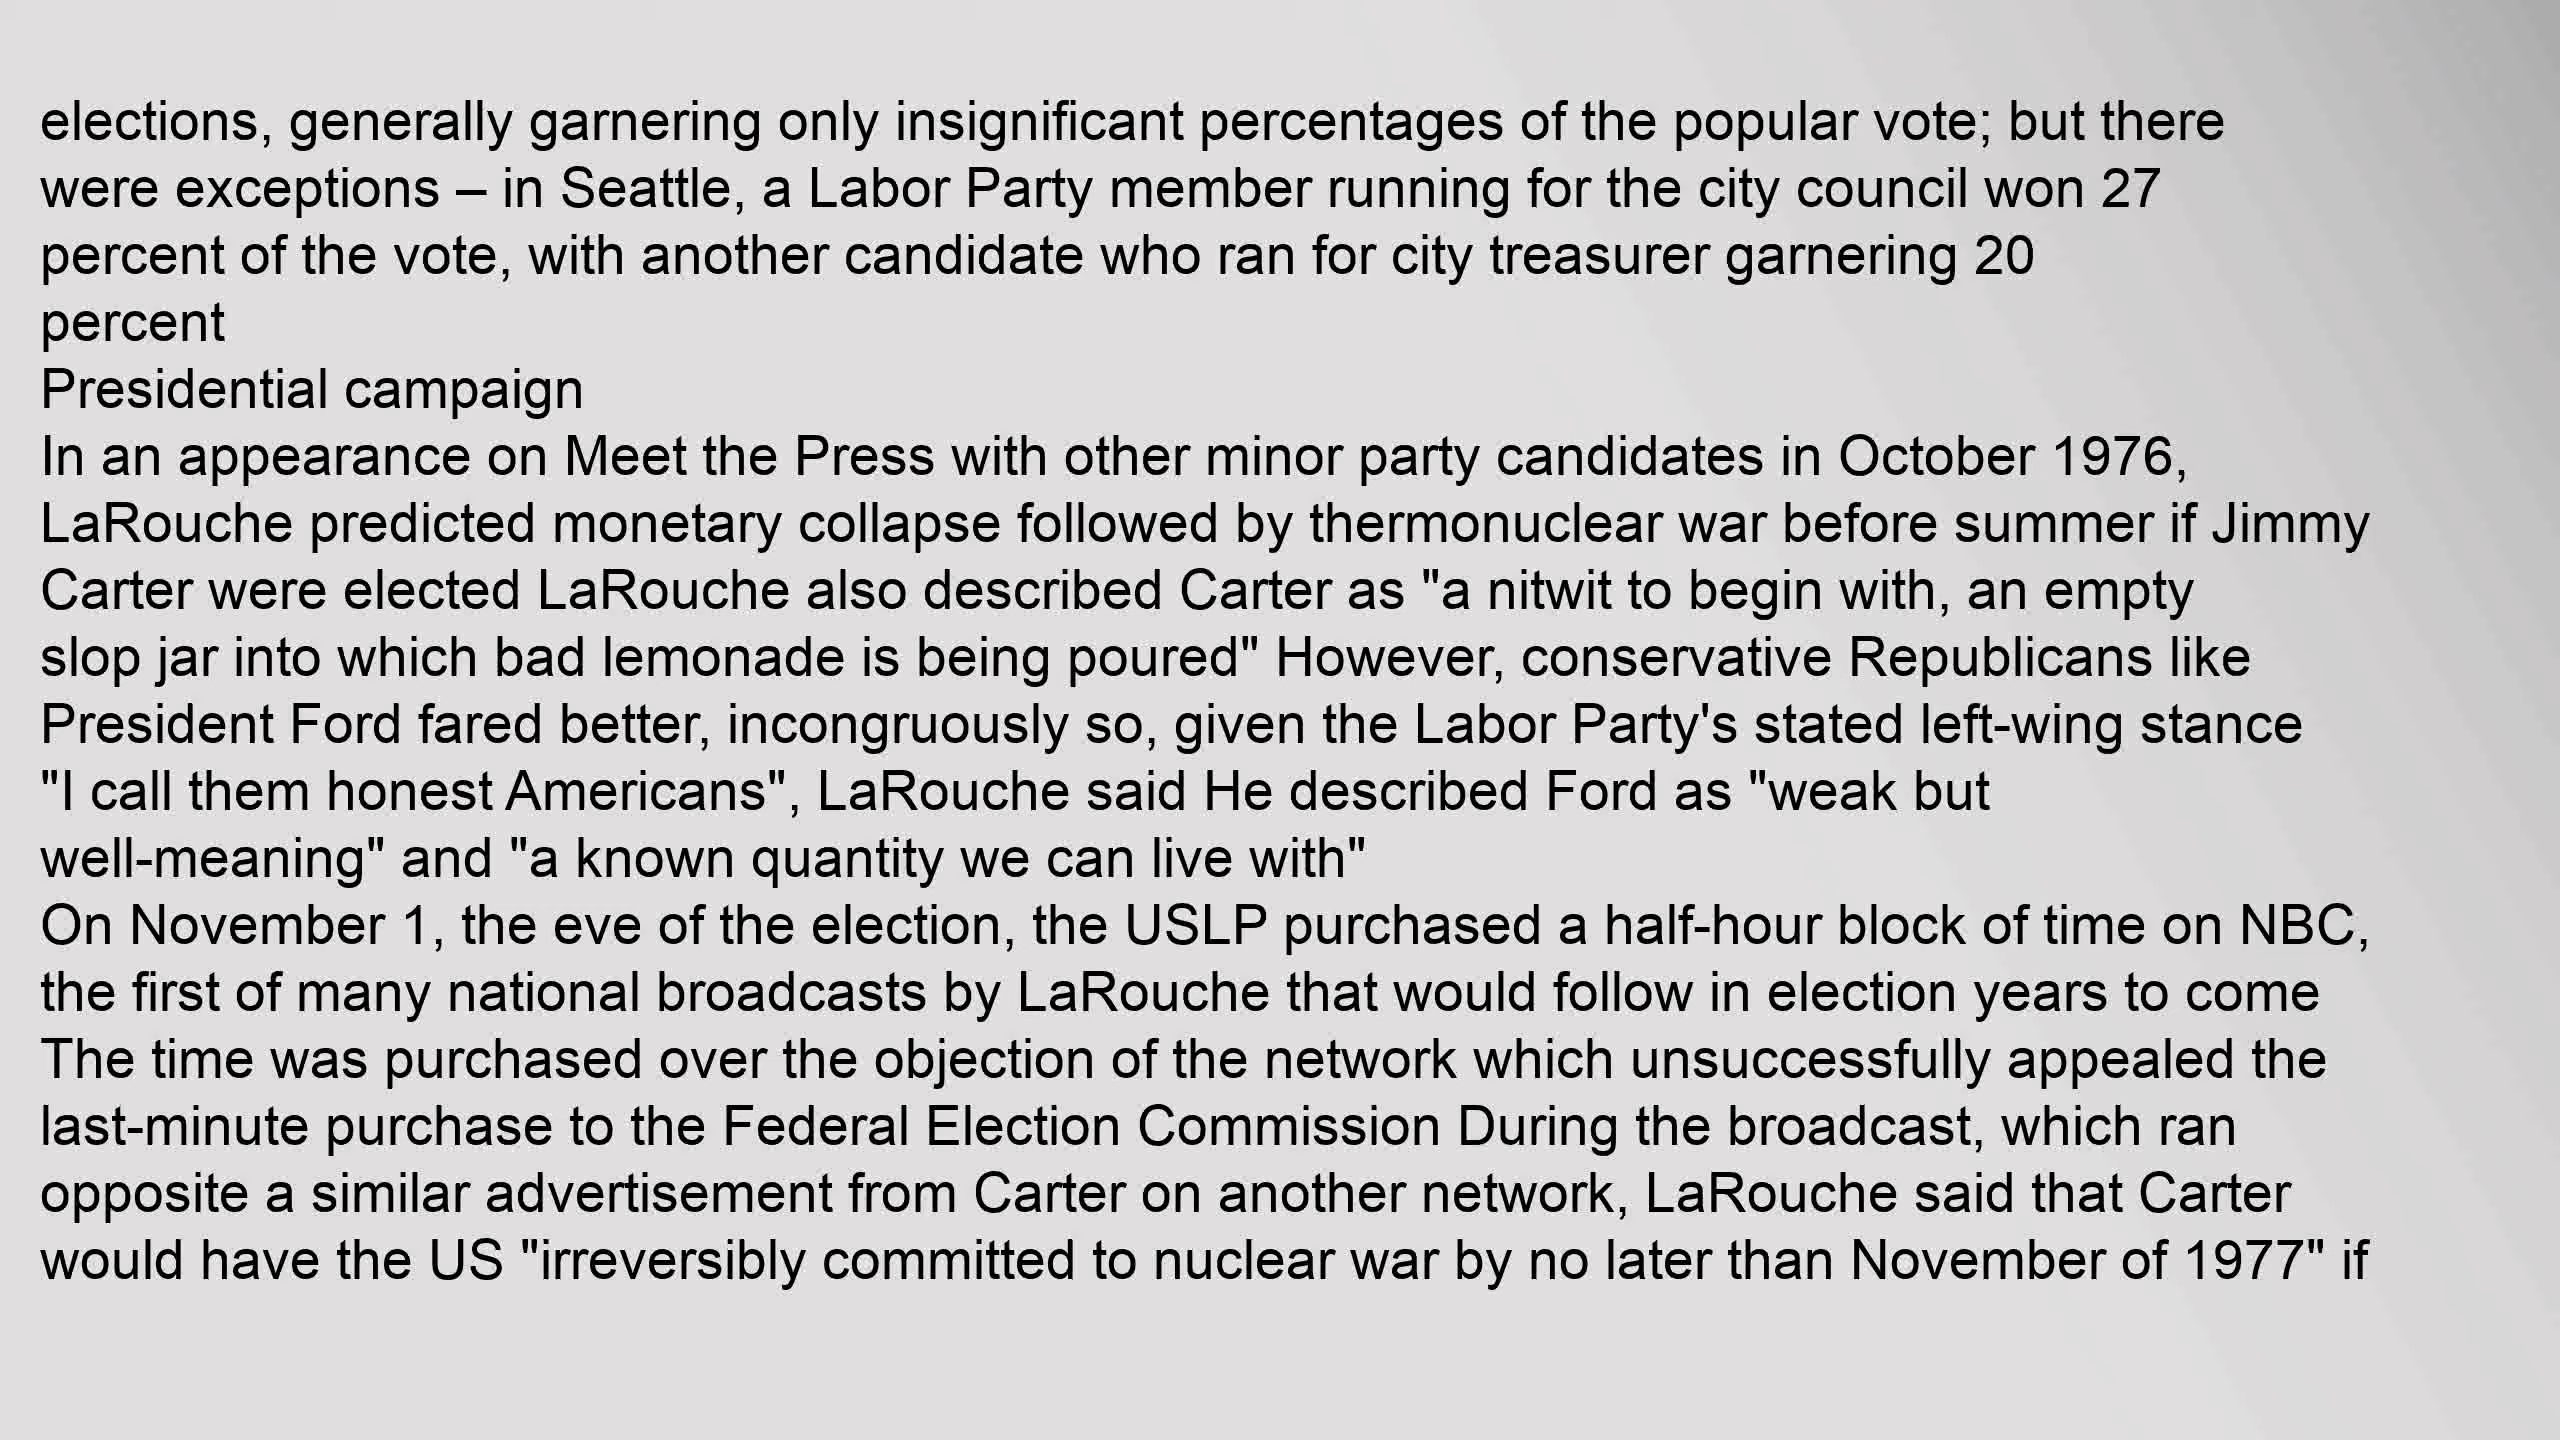 elections, generally garnering only insignificant percentages of the popular vote; but there
were exceptions – in Seattle, a Labor Party member running for the city council won 27
percent of the vote, with another candidate who ran for city treasurer garnering 20
percent
Presidential campaign
In an appearance on Meet the Press with other minor party candidates in October 1976,
LaRouche predicted monetary collapse followed by thermonuclear war before summer if Jimmy
Carter were elected LaRouche also described Carter as "a nitwit to begin with, an empty
slop jar into which bad lemonade is being poured" However, conservative Republicans like
President Ford fared better, incongruously so, given the Labor Party's stated left-wing stance
"I call them honest Americans", LaRouche said He described Ford as "weak but
well-meaning" and "a known quantity we can live with"
On November 1, the eve of the election, the USLP purchased a half-hour block of time on NBC,
the first of many national broadcasts by LaRouche that would follow in election years to come
The time was purchased over the objection of the network which unsuccessfully appealed the
last-minute purchase to the Federal Election Commission During the broadcast, which ran
opposite a similar advertisement from Carter on another network, LaRouche said that Carter
would have the US "irreversibly committed to nuclear war by no later than November of 1977" if